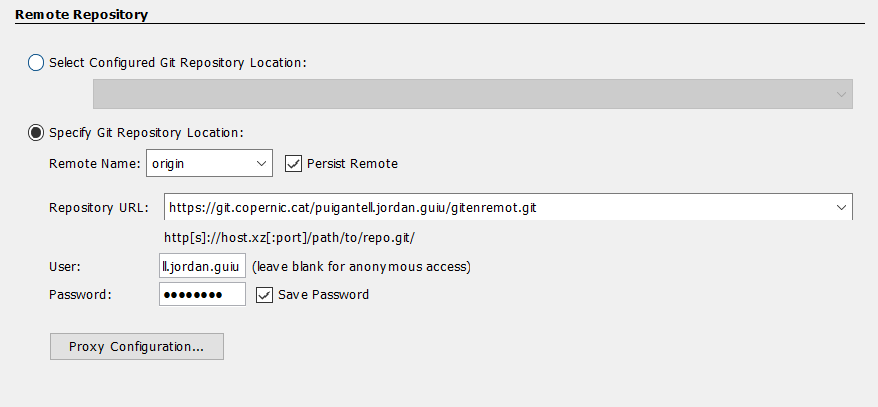 Remote Repository
Select Configured Git Repository Location:
Specify Git Repository Location:
Remote Name: origin Persist Remote
Repository URL: https://git.copernic.cat/puigantell.jordan.guiu/gitenremot.git
http[s]://host.xz[:port]/path/to/repo.git/
User: ll.jordan.guiu (leave blank for anonymous access)
Password: ●●●●●●●● Save Password
Proxy Configuration...